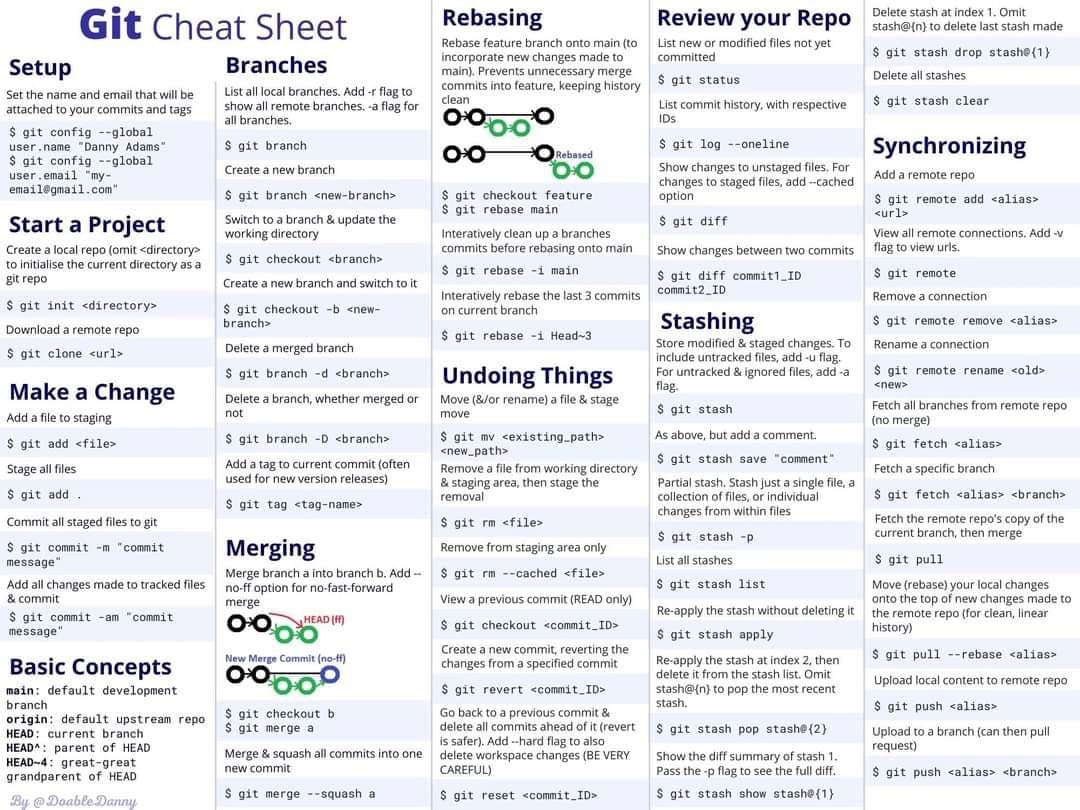 Git Cheat Sheet
Setup
Set the name and email that will be
attached to your commits and tags
$ git config --global
user.name "Danny Adams"
$ git config --global
user.email "my-
email@gmail.com"
Start a Project
Create a local repo (omit <directory>
to initialise the current directory as a
git repo
$ git init <directory>
Download a remote repo
$ git clone <url>
Make a Change
Add a file to staging
$ git add <file>
Stage all files
$ git add .
Commit all staged files to git
$ git commit -m "commit
message"
Add all changes made to tracked files
& commit
$ git commit -am "commit
message"
Basic Concepts
main: default development
branch
origin: default upstream repo
HEAD: current branch
HEAD^: parent of HEAD
HEAD~4: great-great
grandparent of HEAD
By @DoableDanny
Branches
List all local branches. Add -r flag to
show all remote branches. -a flag for
all branches.
$ git branch
Create a new branch
$ git branch <new-branch>
Switch to a branch & update the
working directory
$ git checkout <branch>
Create a new branch and switch to it
$ git checkout -b <new-
branch>
Delete a merged branch
$ git branch -d <branch>
Delete a branch, whether merged or
not
$ git branch -D <branch>
Add a tag to current commit (often
used for new version releases)
$ git tag <tag-name>
Merging
Merge branch a into branch b. Add --
no-ff option for no-fast-forward
merge
HEAD (ff)
New Merge Commit (no-ff)
$ git checkout b
$ git merge a
Merge & squash all commits into one
new commit
$ git merge --squash a
Rebasing
Rebase feature branch onto main (to
incorporate new changes made to
main). Prevents unnecessary merge
commits into feature, keeping history
clean
Rebased
$ git checkout feature
$ git rebase main
Interatively clean up a branches
commits before rebasing onto main
$ git rebase -i main
Interatively rebase the last 3 commits
on current branch
$ git rebase -i Head~3
Undoing Things
Move (&/or rename) a file & stage
move
$ git mv <existing_path>
<new_path>
Remove a file from working directory
& staging area, then stage the
removal
$ git rm <file>
Remove from staging area only
$ git rm --cached <file>
View a previous commit (READ only)
$ git checkout <commit_ID>
Create a new commit, reverting the
changes from a specified commit
$ git revert <commit_ID>
Go back to a previous commit &
delete all commits ahead of it (revert
is safer). Add --hard flag to also
delete workspace changes (BE VERY
CAREFUL)
$ git reset <commit_ID>
Review your Repo
List new or modified files not yet
committed
$ git status
List commit history, with respective
IDs
$ git log --oneline
Show changes to unstaged files. For
changes to staged files, add --cached
option
$ git diff
Show changes between two commits
$ git diff commit1_ID
commit2_ID
Stashing
Store modified & staged changes. To
include untracked files, add -u flag.
For untracked & ignored files, add -a
flag.
$ git stash
As above, but add a comment.
$ git stash save "comment"
Partial stash. Stash just a single file, a
collection of files, or individual
changes from within files
$ git stash -p
List all stashes
$ git stash list
Re-apply the stash without deleting it
$ git stash apply
Re-apply the stash at index 2, then
delete it from the stash list. Omit
stash@{n} to pop the most recent
stash.
$ git stash pop stash@{2}
Show the diff summary of stash 1.
Pass the -p flag to see the full diff.
$ git stash show stash@{1}
Delete stash at index 1. Omit
stash@{n} to delete last stash made
$ git stash drop stash@{1}
Delete all stashes
$ git stash clear
Synchronizing
Add a remote repo
$ git remote add <alias>
<url>
View all remote connections. Add -v
flag to view urls.
$ git remote
Remove a connection
$ git remote remove <alias>
Rename a connection
$ git remote rename <old>
<new>
Fetch all branches from remote repo
(no merge)
$ git fetch <alias>
Fetch a specific branch
$ git fetch <alias> <branch>
Fetch the remote repo's copy of the
current branch, then merge
$ git pull
Move (rebase) your local changes
onto the top of new changes made to
the remote repo (for clean, linear
history)
$ git pull --rebase <alias>
Upload local content to remote repo
$ git push <alias>
Upload to a branch (can then pull
request)
$ git push <alias> <branch>